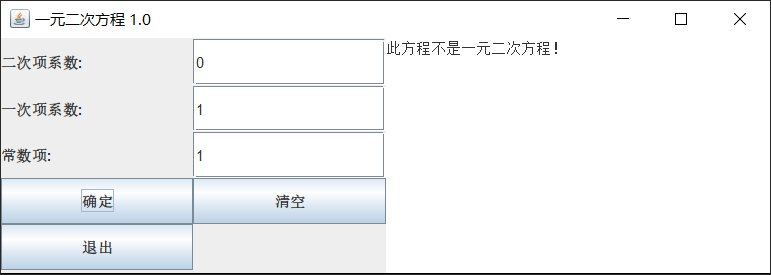 一元二次方程 1.0
二次项系数: 0
此方程不是一元二次方程!
一次项系数: 1
常数项: 1
确定 清空
退出